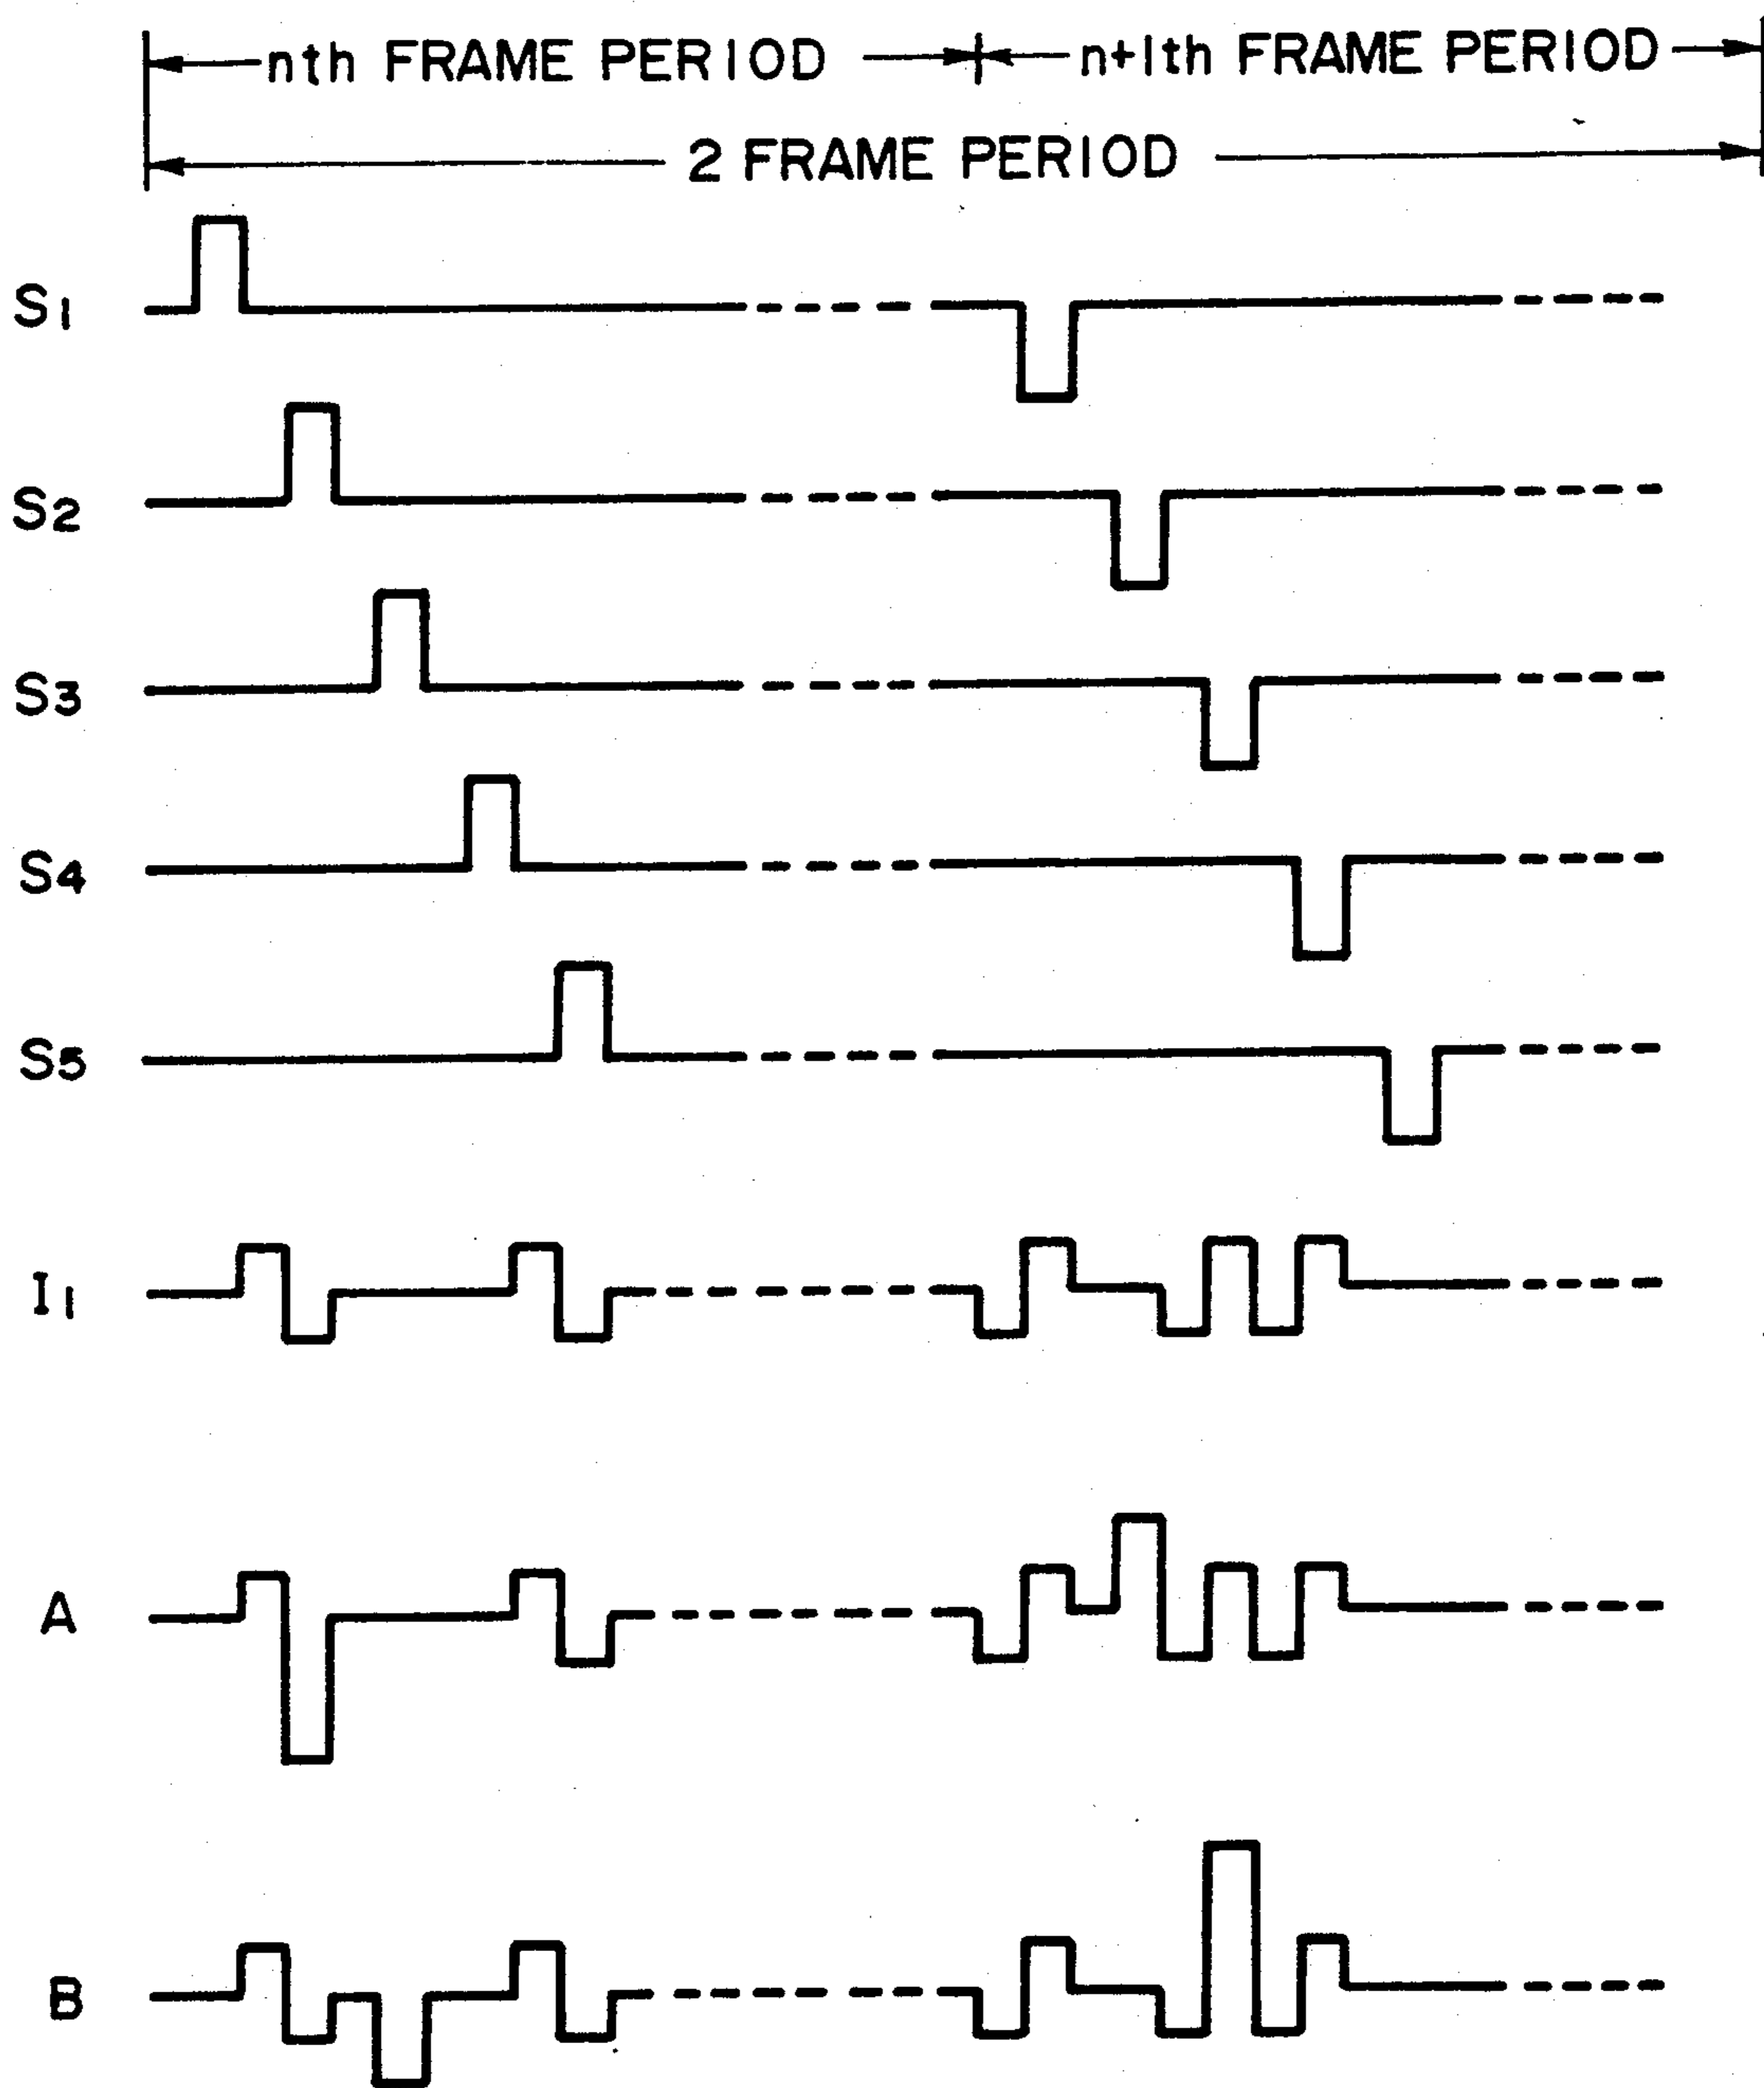 nth FRAME PERIOD n+1th FRAME PERIOD
2 FRAME PERIOD
S1
S2
S3
S4
S5
I1
A
B